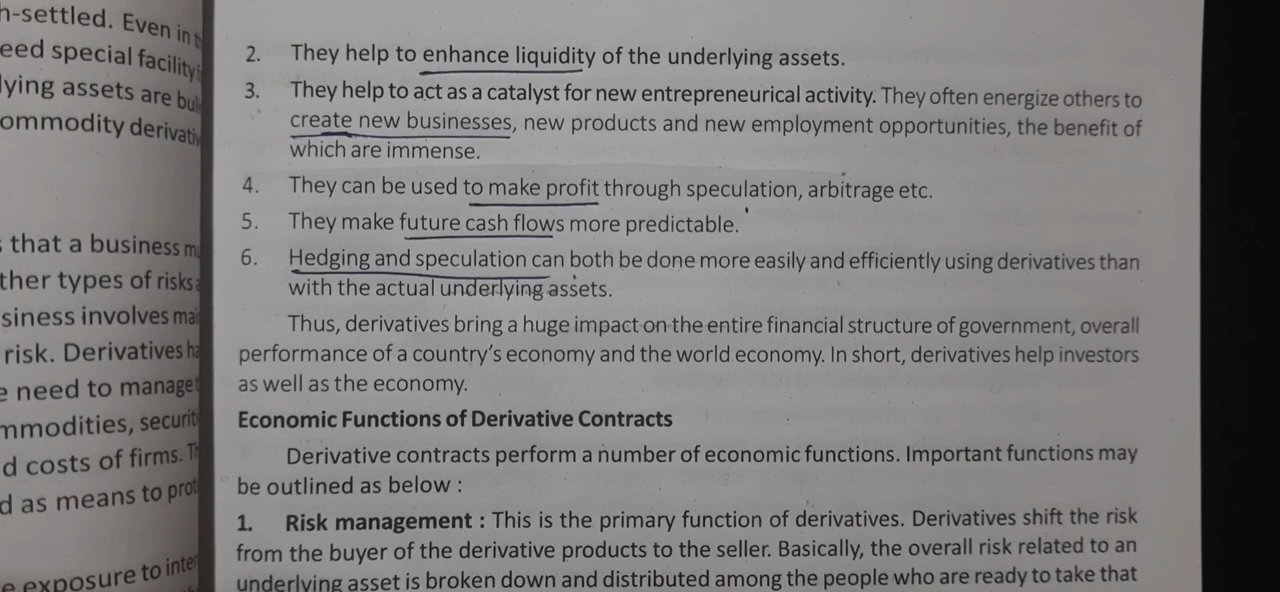 n-settled. Even in
eed special facility
lying assets are
ommodity
that a business
ther types of risks
siness involves
risk. Derivatives
need to manage
mmodities,
d costs of firms.
d as means to
exposure to
2. They help to enhance liquidity of the underlying assets.
3. They help to act as a catalyst for new entrepreneurical activity. They often energize others to
create new businesses, new products and new employment opportunities, the benefit of
which are immense.
4. They can be used to make profit through speculation, arbitrage etc.
5. They make future cash flows more predictable.
6. Hedging and speculation can both be done more easily and efficiently using derivatives than
with the actual underlying assets.
Thus, derivatives bring a huge impact on the entire financial structure of government, overall
performance of a country's economy and the world economy. In short, derivatives help investors
as well as the economy.
Economic Functions of Derivative Contracts
Derivative contracts perform a number of economic functions. Important functions may
be outlined as below :
1. Risk management : This is the primary function of derivatives. Derivatives shift the risk
from the buyer of the derivative products to the seller. Basically, the overall risk related to an
underlying asset is broken down and distributed among the people who are ready to take that